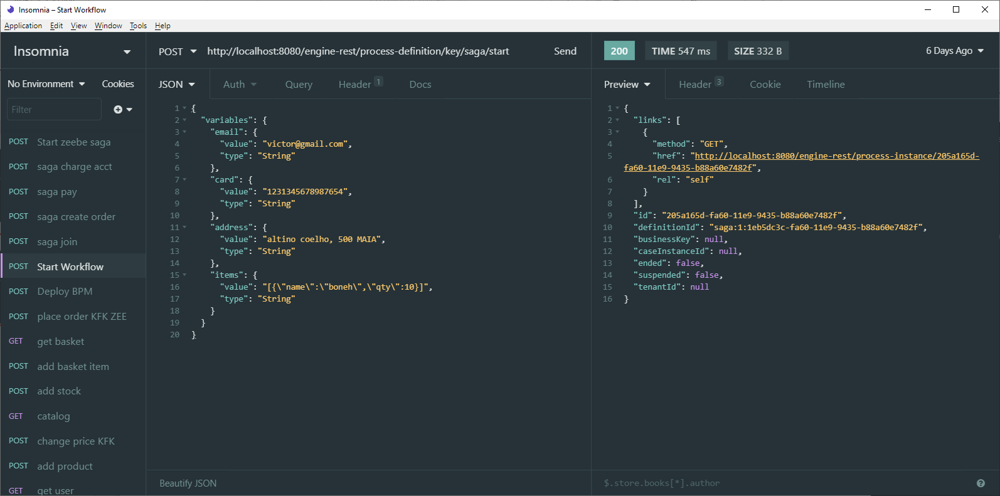 Insomnia – Start Workflow
Application Edit View Window Tools Help
Insomnia
POST http://localhost:8080/engine-rest/process-definition/key/saga/start Send
200 TIME 547 ms SIZE 332 B 6 Days Ago
No Environment Cookies
JSON Auth Query Header 1 Docs
Preview Header 3 Cookie Timeline
Filter
POST Start zeebe saga
POST saga charge acct
POST saga pay
POST saga create order
POST saga join
POST Start Workflow
POST Deploy BPM
POST place order KFK ZEE
GET get basket
POST add basket item
POST add stock
GET catalog
POST change price KFK
POST add product
GET get user
1 {
2 "variables": {
3 "email": {
4 "value": "victor@gmail.com",
5 "type": "String"
6 },
7 "card": {
8 "value": "1231345678987654",
9 "type": "String"
10 },
11 "address": {
12 "value": "altino coelho, 500 MAIA",
13 "type": "String"
14 },
15 "items": {
16 "value": "[{\"name\":\"boneh\",\"qty\":10}]",
17 "type": "String"
18 }
19 }
20 }
Beautify JSON
1 {
2 "links": [
3 {
4 "method": "GET",
5 "href": "http://localhost:8080/engine-rest/process-instance/205a165d-
fa60-11e9-9435-b88a60e7482f",
6 "rel": "self"
7 }
8 ],
9 "id": "205a165d-fa60-11e9-9435-b88a60e7482f",
10 "definitionId": "saga:1:1eb5dc3c-fa60-11e9-9435-b88a60e7482f",
11 "businessKey": null,
12 "caseInstanceId": null,
13 "ended": false,
14 "suspended": false,
15 "tenantId": null
16 }
$.store.books[*].author